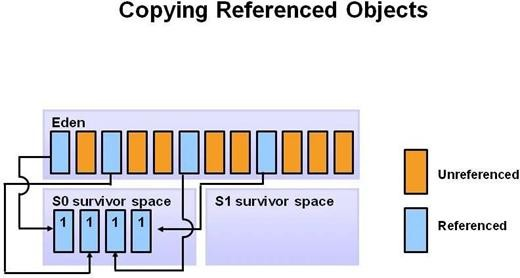 Copying Referenced Objects
Eden
S0 survivor space
S1 survivor space
1 1 1 1
Unreferenced
Referenced